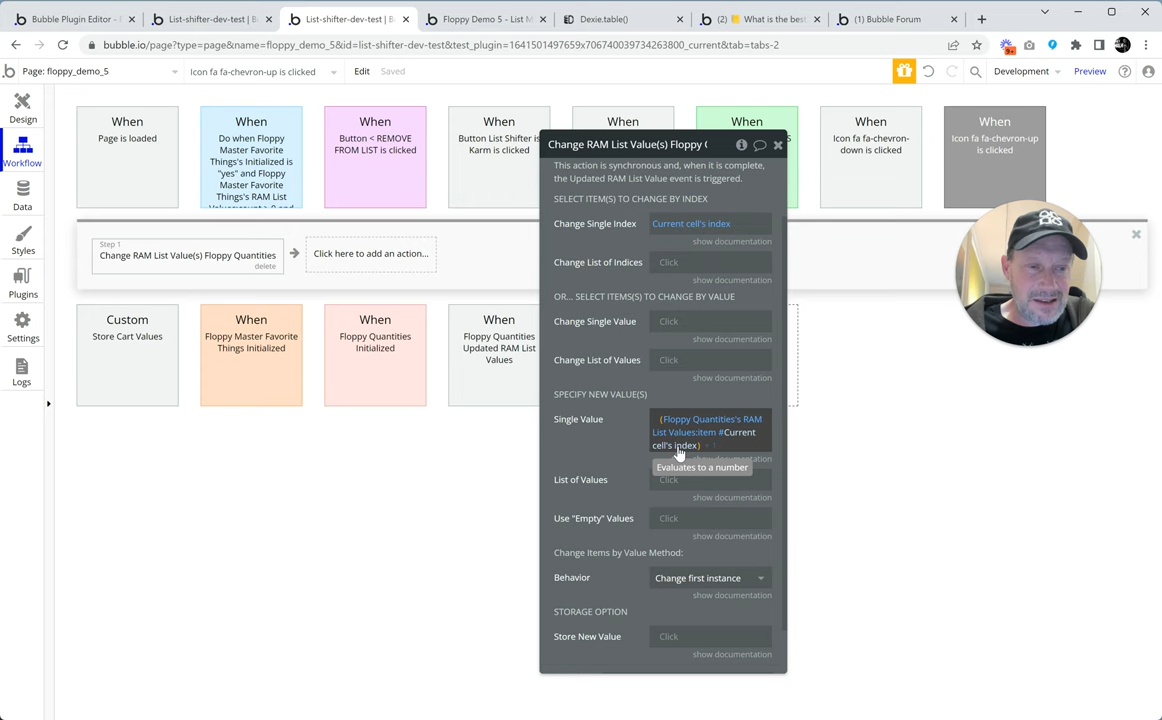 Bubble Plugin Editor -
List-shifter-dev-test | B
List-shifter-dev-test | B
Floppy Demo 5 - List M
Dexie.table()
(2) 👋 What is the best
(1) Bubble Forum
bubble.io/page?type=page&name=floppy_demo_5&id=list-shifter-dev-test&test_plugin=1641501497659x706740039734263800_current&tab=tabs-2
9+
Page: floppy_demo_5
Icon fa fa-chevron-up is clicked
Edit
Saved
Development
Preview
Design
Workflow
Data
Styles
Plugins
Settings
Logs
When
Page is loaded
When
Do when Floppy
Master Favorite
Things's Initialized is
"yes" and Floppy
Master Favorite
Things's RAM List
When
Button < REMOVE
FROM LIST is clicked
When
Button List Shifter is
Karm is clicked
When
When
When
Icon fa fa-chevron-
down is clicked
When
Icon fa fa-chevron-up
is clicked
Step 1
Change RAM List Value(s) Floppy Quantities
delete
Click here to add an action...
Custom
Store Cart Values
When
Floppy Master Favorite
Things Initialized
When
Floppy Quantities
Initialized
When
Floppy Quantities
Updated RAM List
Values
Change RAM List Value(s) Floppy (
This action is synchronous and, when it is complete,
the Updated RAM List Value event is triggered.
SELECT ITEM(S) TO CHANGE BY INDEX
Change Single Index
Current cell's index
show documentation
Change List of Indices
Click
show documentation
OR... SELECT ITEMS(S) TO CHANGE BY VALUE
Change Single Value
Click
show documentation
Change List of Values
Click
show documentation
SPECIFY NEW VALUE(S)
Single Value
(Floppy Quantities's RAM
List Values:item #Current
cell's index) +
show documentation
Evaluates to a number
List of Values
Click
show documentation
Use "Empty" Values
Click
show documentation
Change Items by Value Method:
Behavior
Change first instance
show documentation
STORAGE OPTION
Store New Value
Click
show documentation